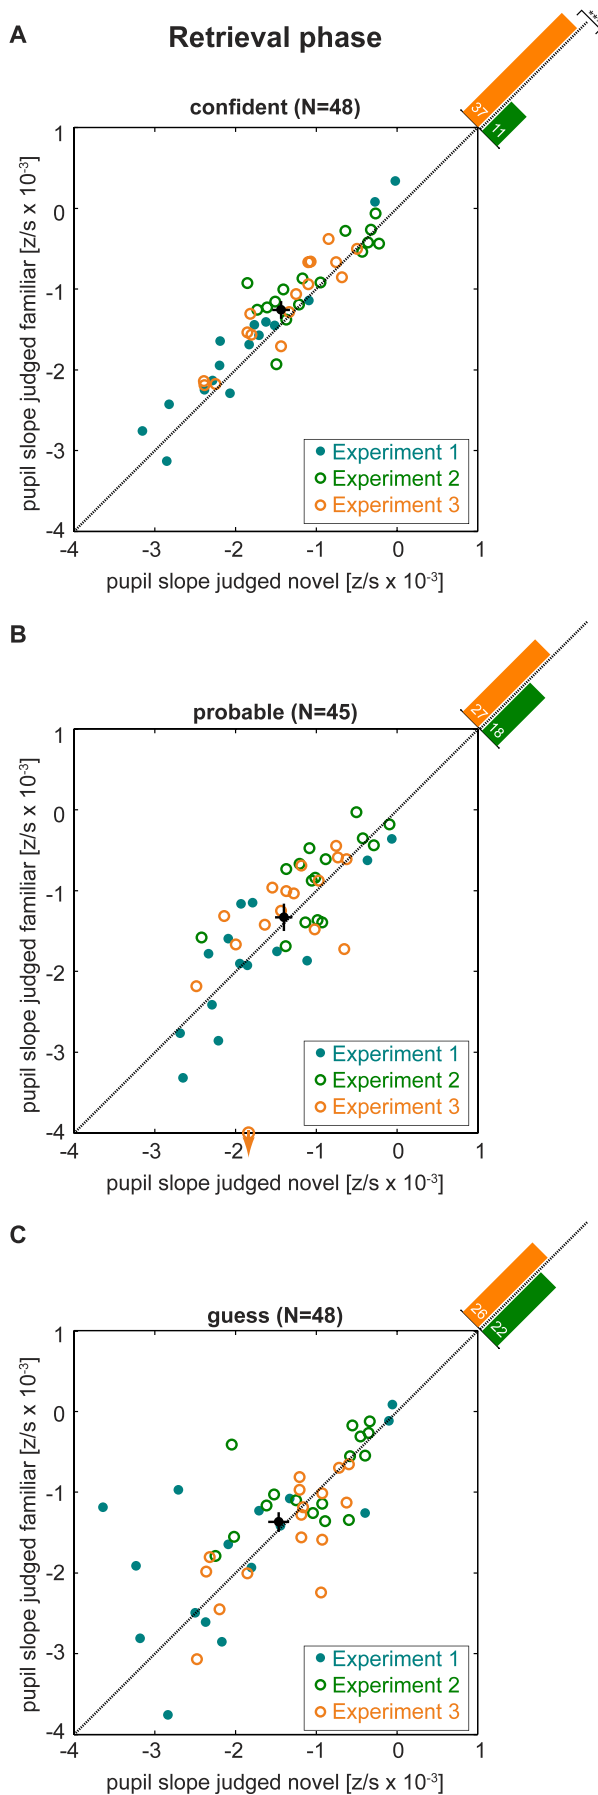 A
Retrieval phase
**
confident (N=48)
37
11
1
0
-1
-2
-3
-4
pupil slope judged familiar [z/s x 10⁻³]
Experiment 1
Experiment 2
Experiment 3
-4 -3 -2 -1 0 1
pupil slope judged novel [z/s x 10⁻³]
B
probable (N=45)
27
18
1
0
-1
-2
-3
-4
pupil slope judged familiar [z/s x 10⁻³]
Experiment 1
Experiment 2
Experiment 3
-4 -3 -2 -1 0 1
pupil slope judged novel [z/s x 10⁻³]
C
guess (N=48)
26
22
1
0
-1
-2
-3
-4
pupil slope judged familiar [z/s x 10⁻³]
Experiment 1
Experiment 2
Experiment 3
-4 -3 -2 -1 0 1
pupil slope judged novel [z/s x 10⁻³]